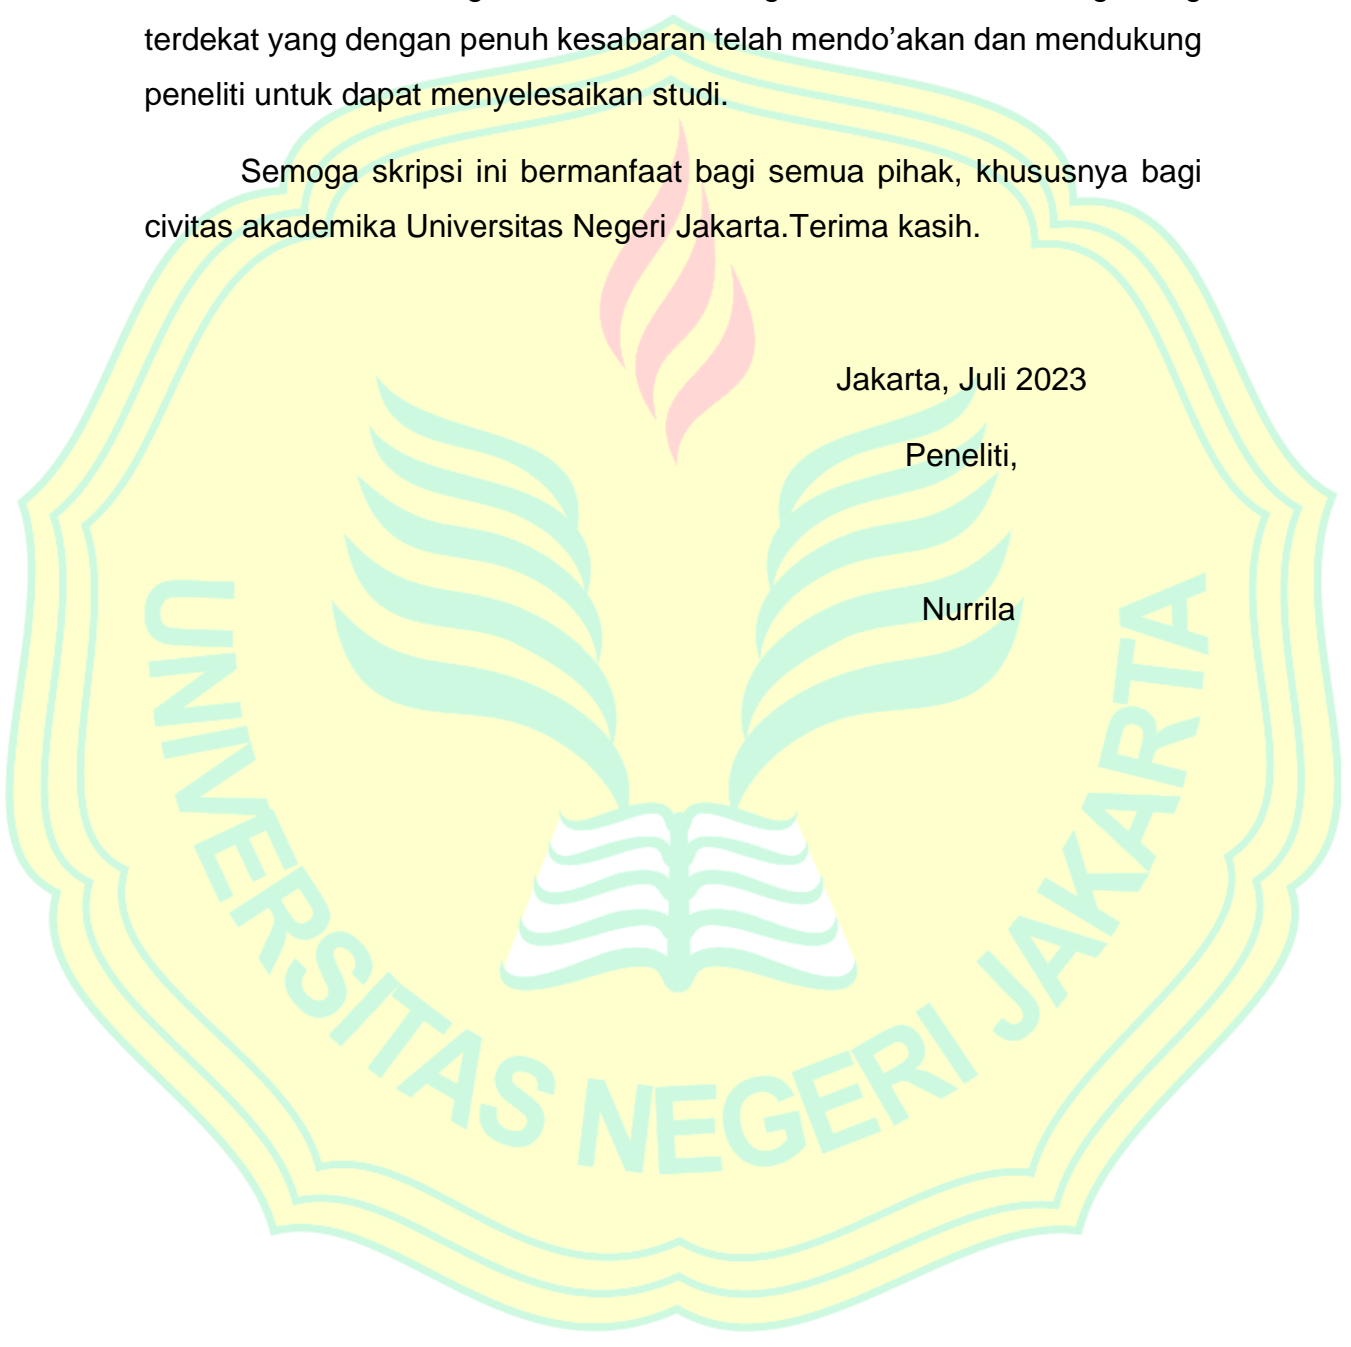 terdekat yang dengan penuh kesabaran telah mendo’akan dan mendukung
peneliti untuk dapat menyelesaikan studi.
Semoga skripsi ini bermanfaat bagi semua pihak, khususnya bagi
civitas akademika Universitas Negeri Jakarta.Terima kasih.
Jakarta, Juli 2023
Peneliti,
Nurrila
UNIVERSITAS NEGERI JAKARTA